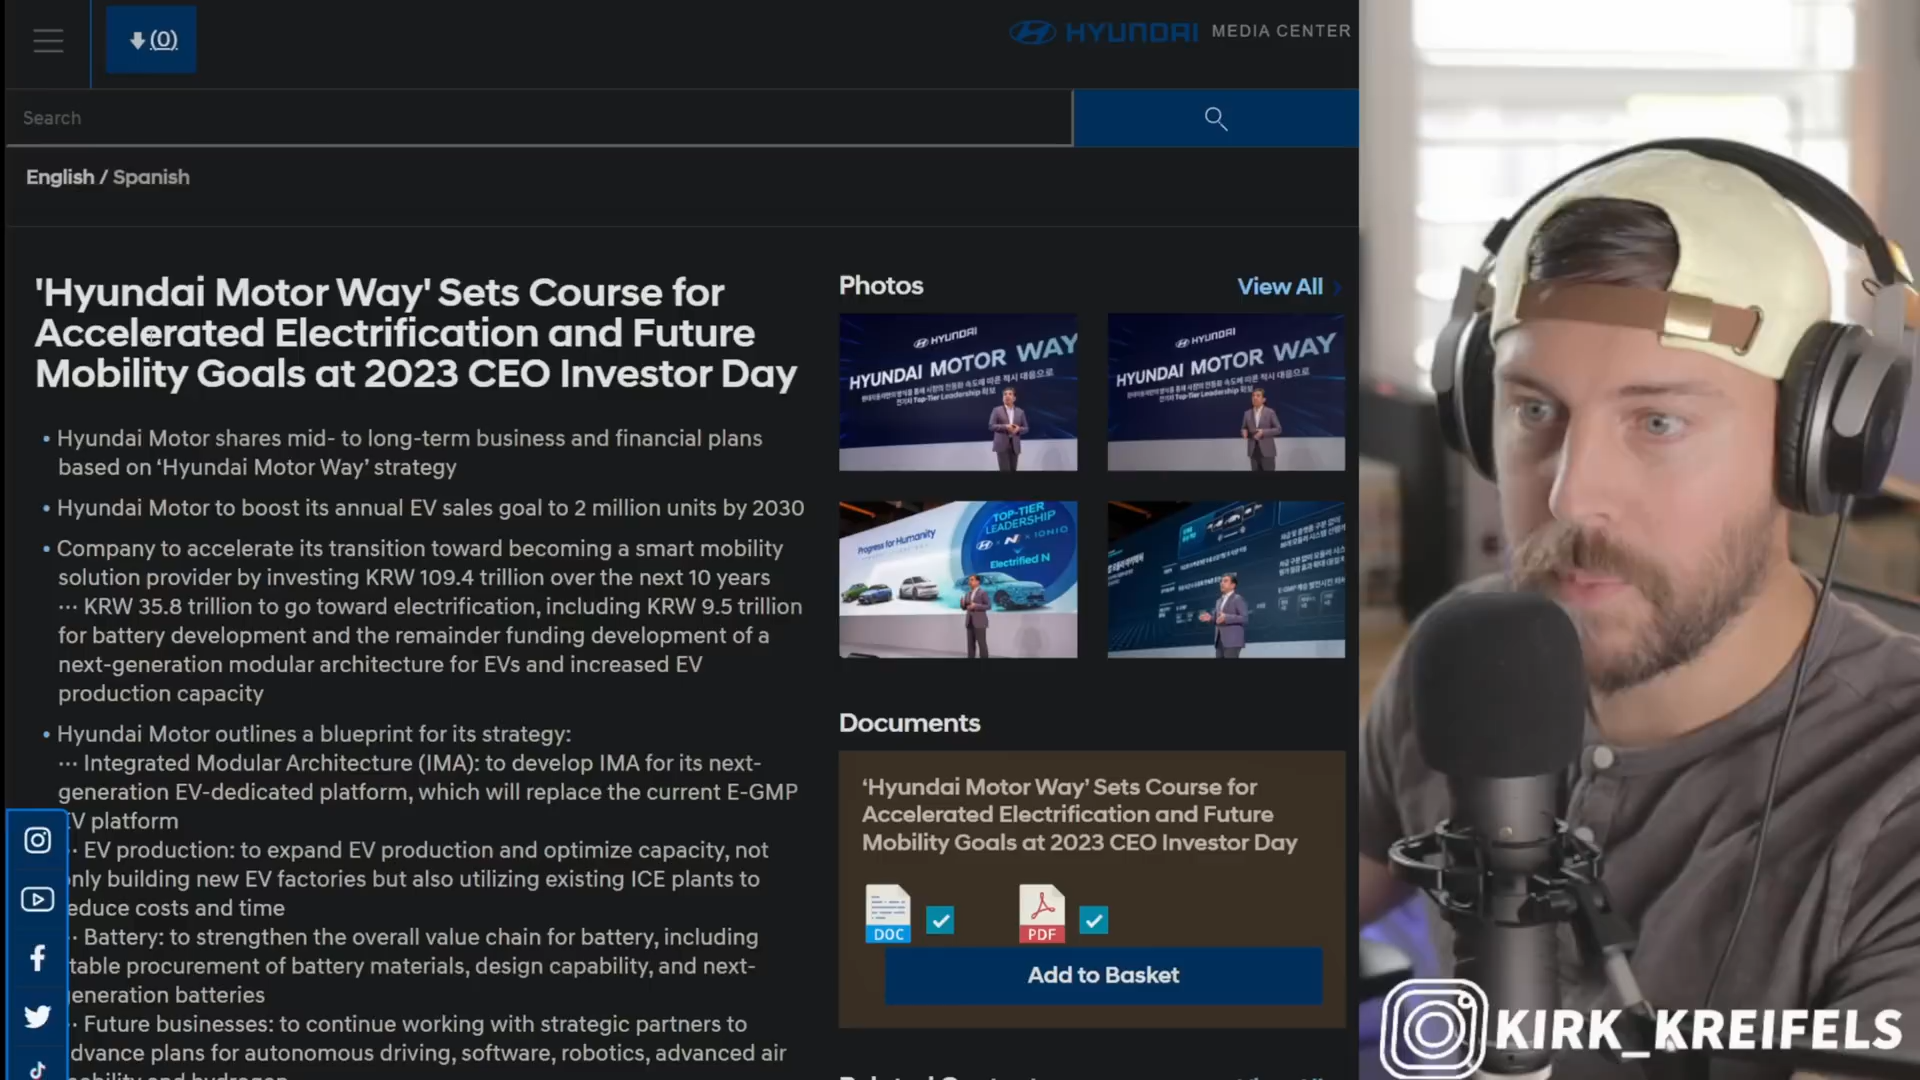 (0)
HYUNDAI MEDIA CENTER
Search
English / Spanish
'Hyundai Motor Way' Sets Course for
Accelerated Electrification and Future
Mobility Goals at 2023 CEO Investor Day
• Hyundai Motor shares mid- to long-term business and financial plans
based on ‘Hyundai Motor Way’ strategy
• Hyundai Motor to boost its annual EV sales goal to 2 million units by 2030
• Company to accelerate its transition toward becoming a smart mobility
solution provider by investing KRW 109.4 trillion over the next 10 years
··· KRW 35.8 trillion to go toward electrification, including KRW 9.5 trillion
for battery development and the remainder funding development of a
next-generation modular architecture for EVs and increased EV
production capacity
• Hyundai Motor outlines a blueprint for its strategy:
··· Integrated Modular Architecture (IMA): to develop IMA for its next-
generation EV-dedicated platform, which will replace the current E-GMP
V platform
·· EV production: to expand EV production and optimize capacity, not
nly building new EV factories but also utilizing existing ICE plants to
educe costs and time
·· Battery: to strengthen the overall value chain for battery, including
table procurement of battery materials, design capability, and next-
eneration batteries
·· Future businesses: to continue working with strategic partners to
dvance plans for autonomous driving, software, robotics, advanced air
Photos
View All
HYUNDAI
HYUNDAI MOTOR WAY
HYUNDAI
HYUNDAI MOTOR WAY
Progress for Humanity
TOP-TIER
LEADERSHIP
IONIQ
Electrified N
Documents
‘Hyundai Motor Way’ Sets Course for
Accelerated Electrification and Future
Mobility Goals at 2023 CEO Investor Day
DOC
PDF
Add to Basket
KIRK_KREIFELS